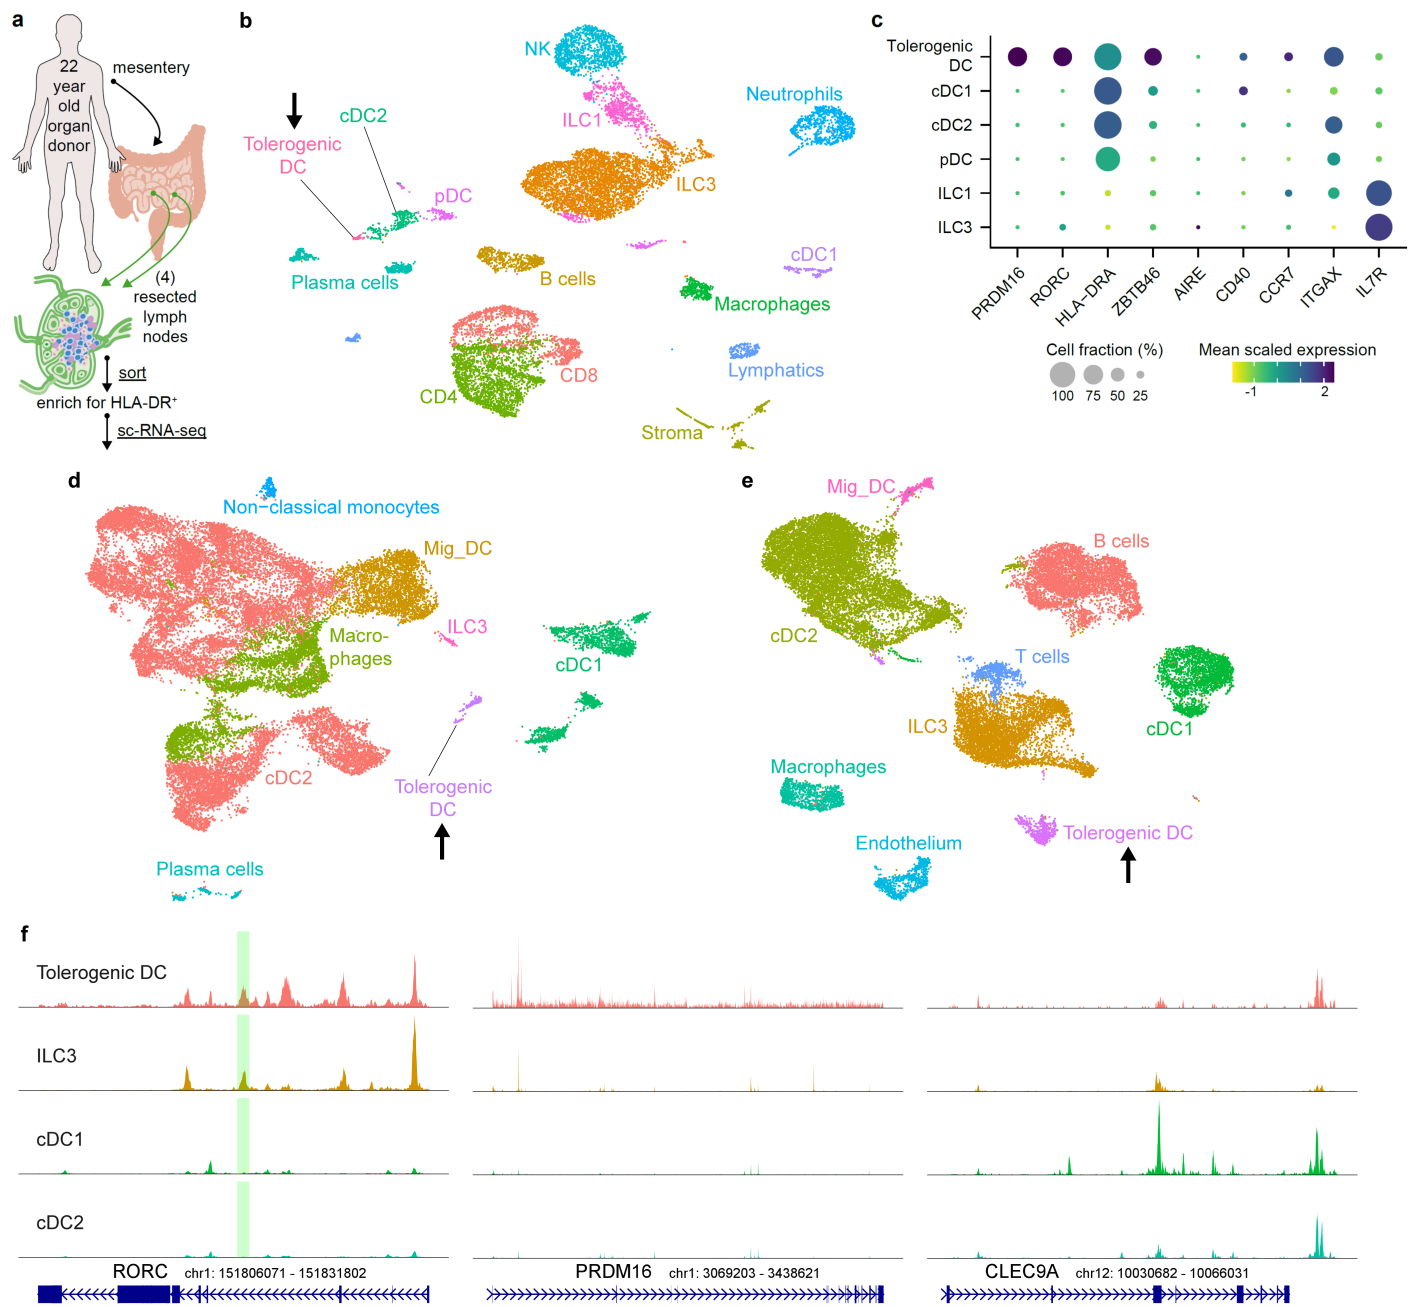 a
22
year
old
organ
donor
mesentery
(4)
resected
lymph
nodes
sort
enrich for HLA-DR+
sc-RNA-seq
b
NK
ILC1
ILC3
Neutrophils
cDC2
Tolerogenic
DC
pDC
Plasma cells
B cells
cDC1
Macrophages
CD8
CD4
Lymphatics
Stroma
c
Tolerogenic
DC
cDC1
cDC2
pDC
ILC1
ILC3
PRDM16
RORC
HLA-DRA
ZBTB46
AIRE
CD40
CCR7
ITGAX
IL7R
Cell fraction (%)
100 75 50 25
Mean scaled expression
-1 2
d
Non-classical monocytes
Mig_DC
ILC3
Macro-
phages
cDC1
cDC2
Tolerogenic
DC
Plasma cells
e
Mig_DC
B cells
cDC2
T cells
ILC3
cDC1
Macrophages
Tolerogenic DC
Endothelium
f
Tolerogenic DC
ILC3
cDC1
cDC2
RORC chr1: 151806071 - 151831802
PRDM16 chr1: 3069203 - 3438621
CLEC9A chr12: 10030682 - 10066031